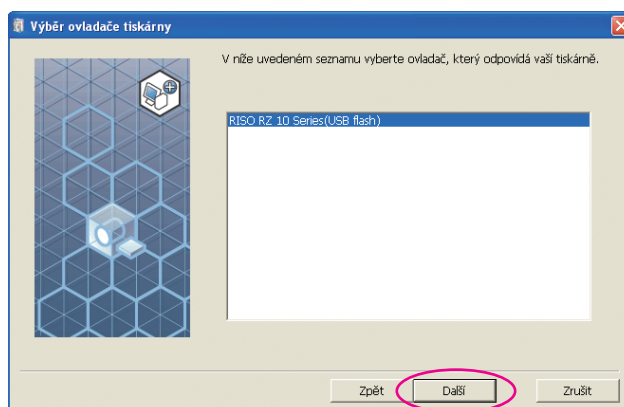 Výběr ovladače tiskárny
V níže uvedeném seznamu vyberte ovladač, který odpovídá vaší tiskárně.
RISO RZ 10 Series(USB flash)
Zpět
Další
Zrušit